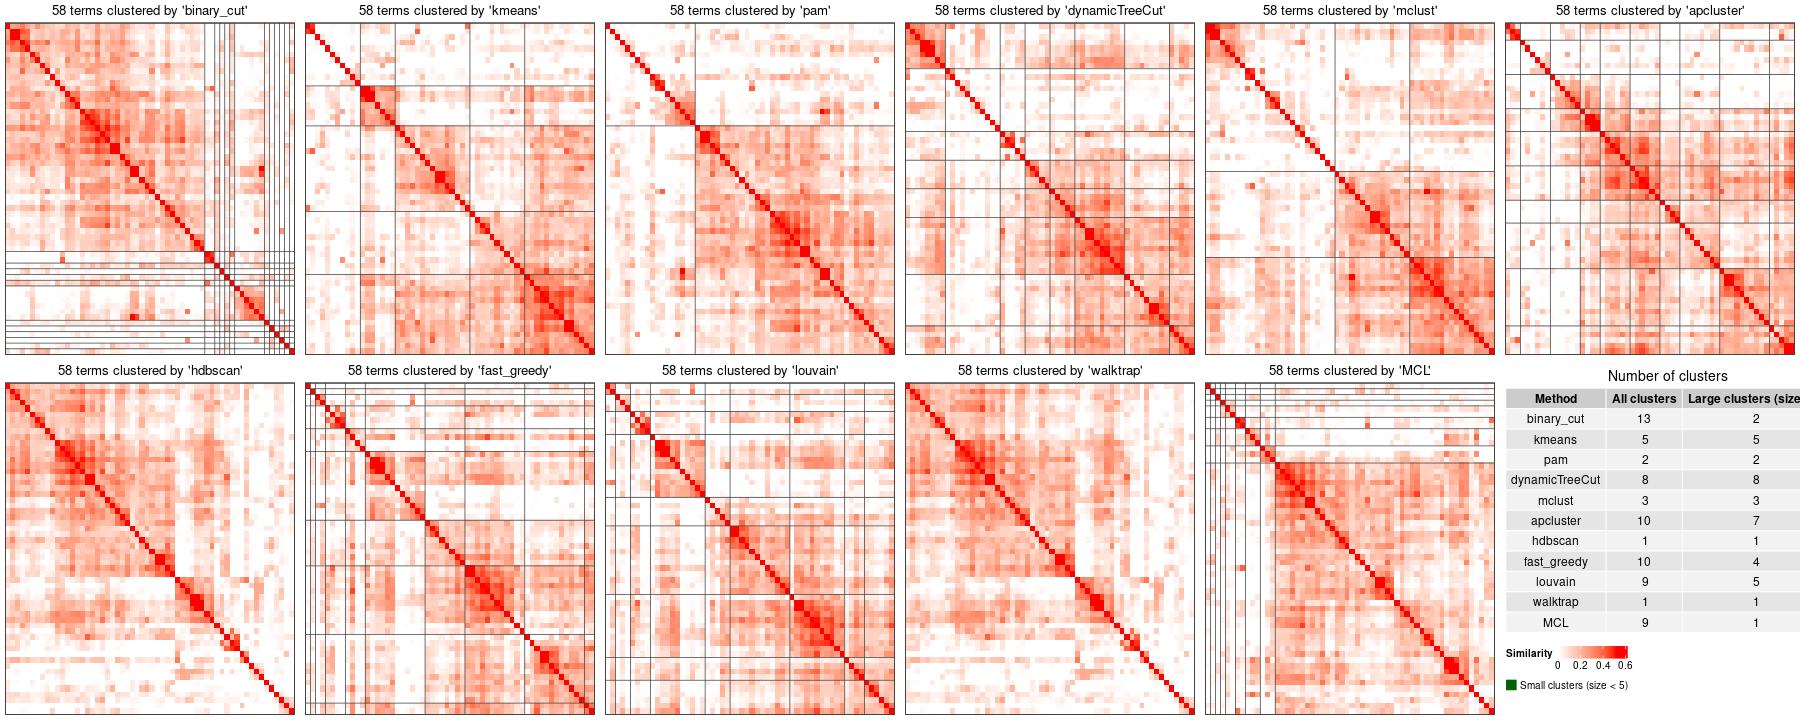 58 terms clustered by 'binary_cut'
58 terms clustered by 'kmeans'
58 terms clustered by 'pam'
58 terms clustered by 'dynamicTreeCut'
58 terms clustered by 'mclust'
58 terms clustered by 'apcluster'
58 terms clustered by 'hdbscan'
58 terms clustered by 'fast_greedy'
58 terms clustered by 'louvain'
58 terms clustered by 'walktrap'
58 terms clustered by 'MCL'
Number of clusters
Method All clusters Large clusters (size
binary_cut 13 2
kmeans 5 5
pam 2 2
dynamicTreeCut 8 8
mclust 3 3
apcluster 10 7
hdbscan 1 1
fast_greedy 10 4
louvain 9 5
walktrap 1 1
MCL 9 1
Similarity
0 0.2 0.4 0.6
Small clusters (size < 5)